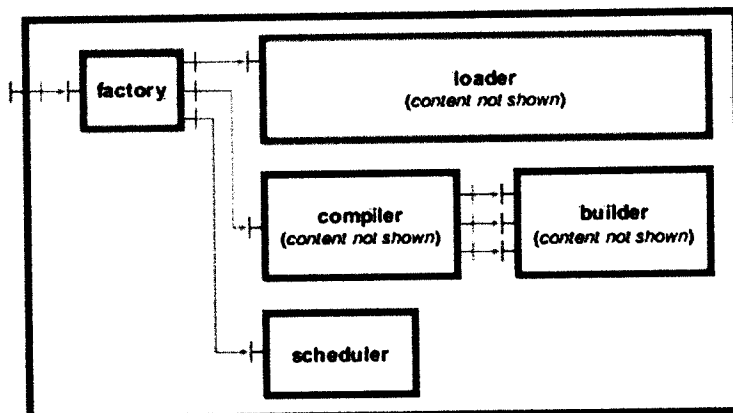 factory
loader
(content not shown)
compiler
(content not shown)
builder
(content not shown)
scheduler